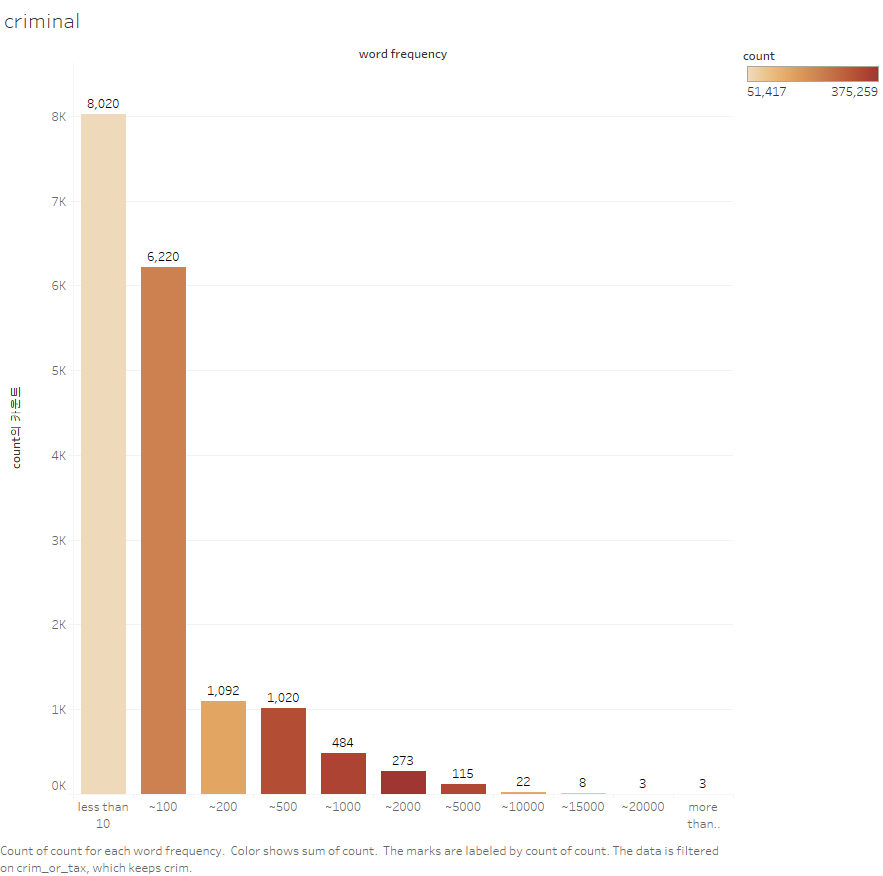 criminal
word frequency
count
51,417 375,259
count의 카운트
8K
7K
6K
5K
4K
3K
2K
1K
0K
8,020
6,220
1,092
1,020
484
273
115
22
8
3
3
less than
10
~100
~200
~500
~1000
~2000
~5000
~10000
~15000
~20000
more
than..
Count of count for each word frequency.  Color shows sum of count.  The marks are labeled by count of count. The data is filtered
on crim_or_tax, which keeps crim.